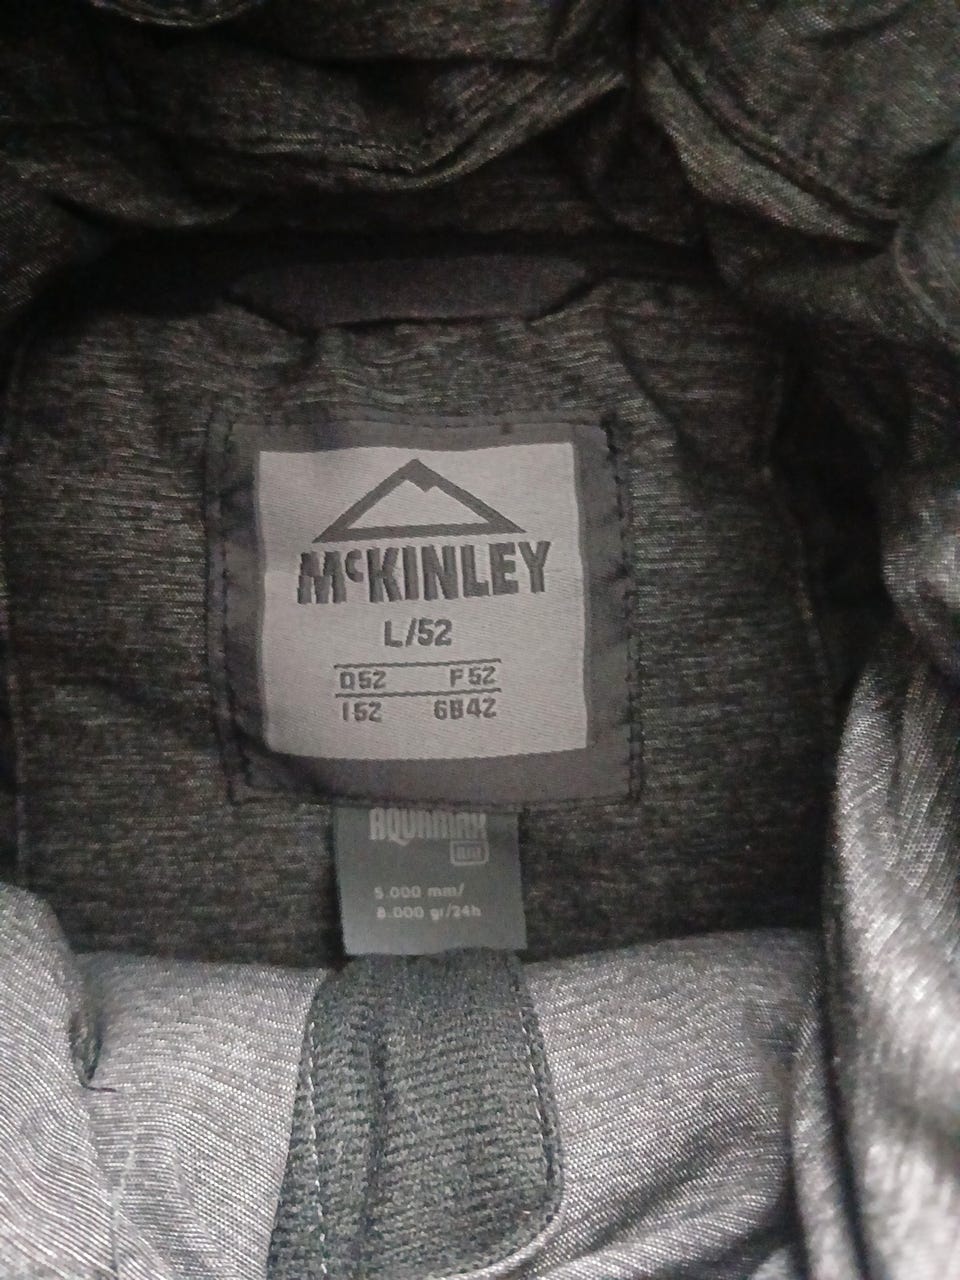 McKINLEY
L/52
D52 F52
I52 GB42
AQUAMAX
5.000 mm/
8.000 gr/24h